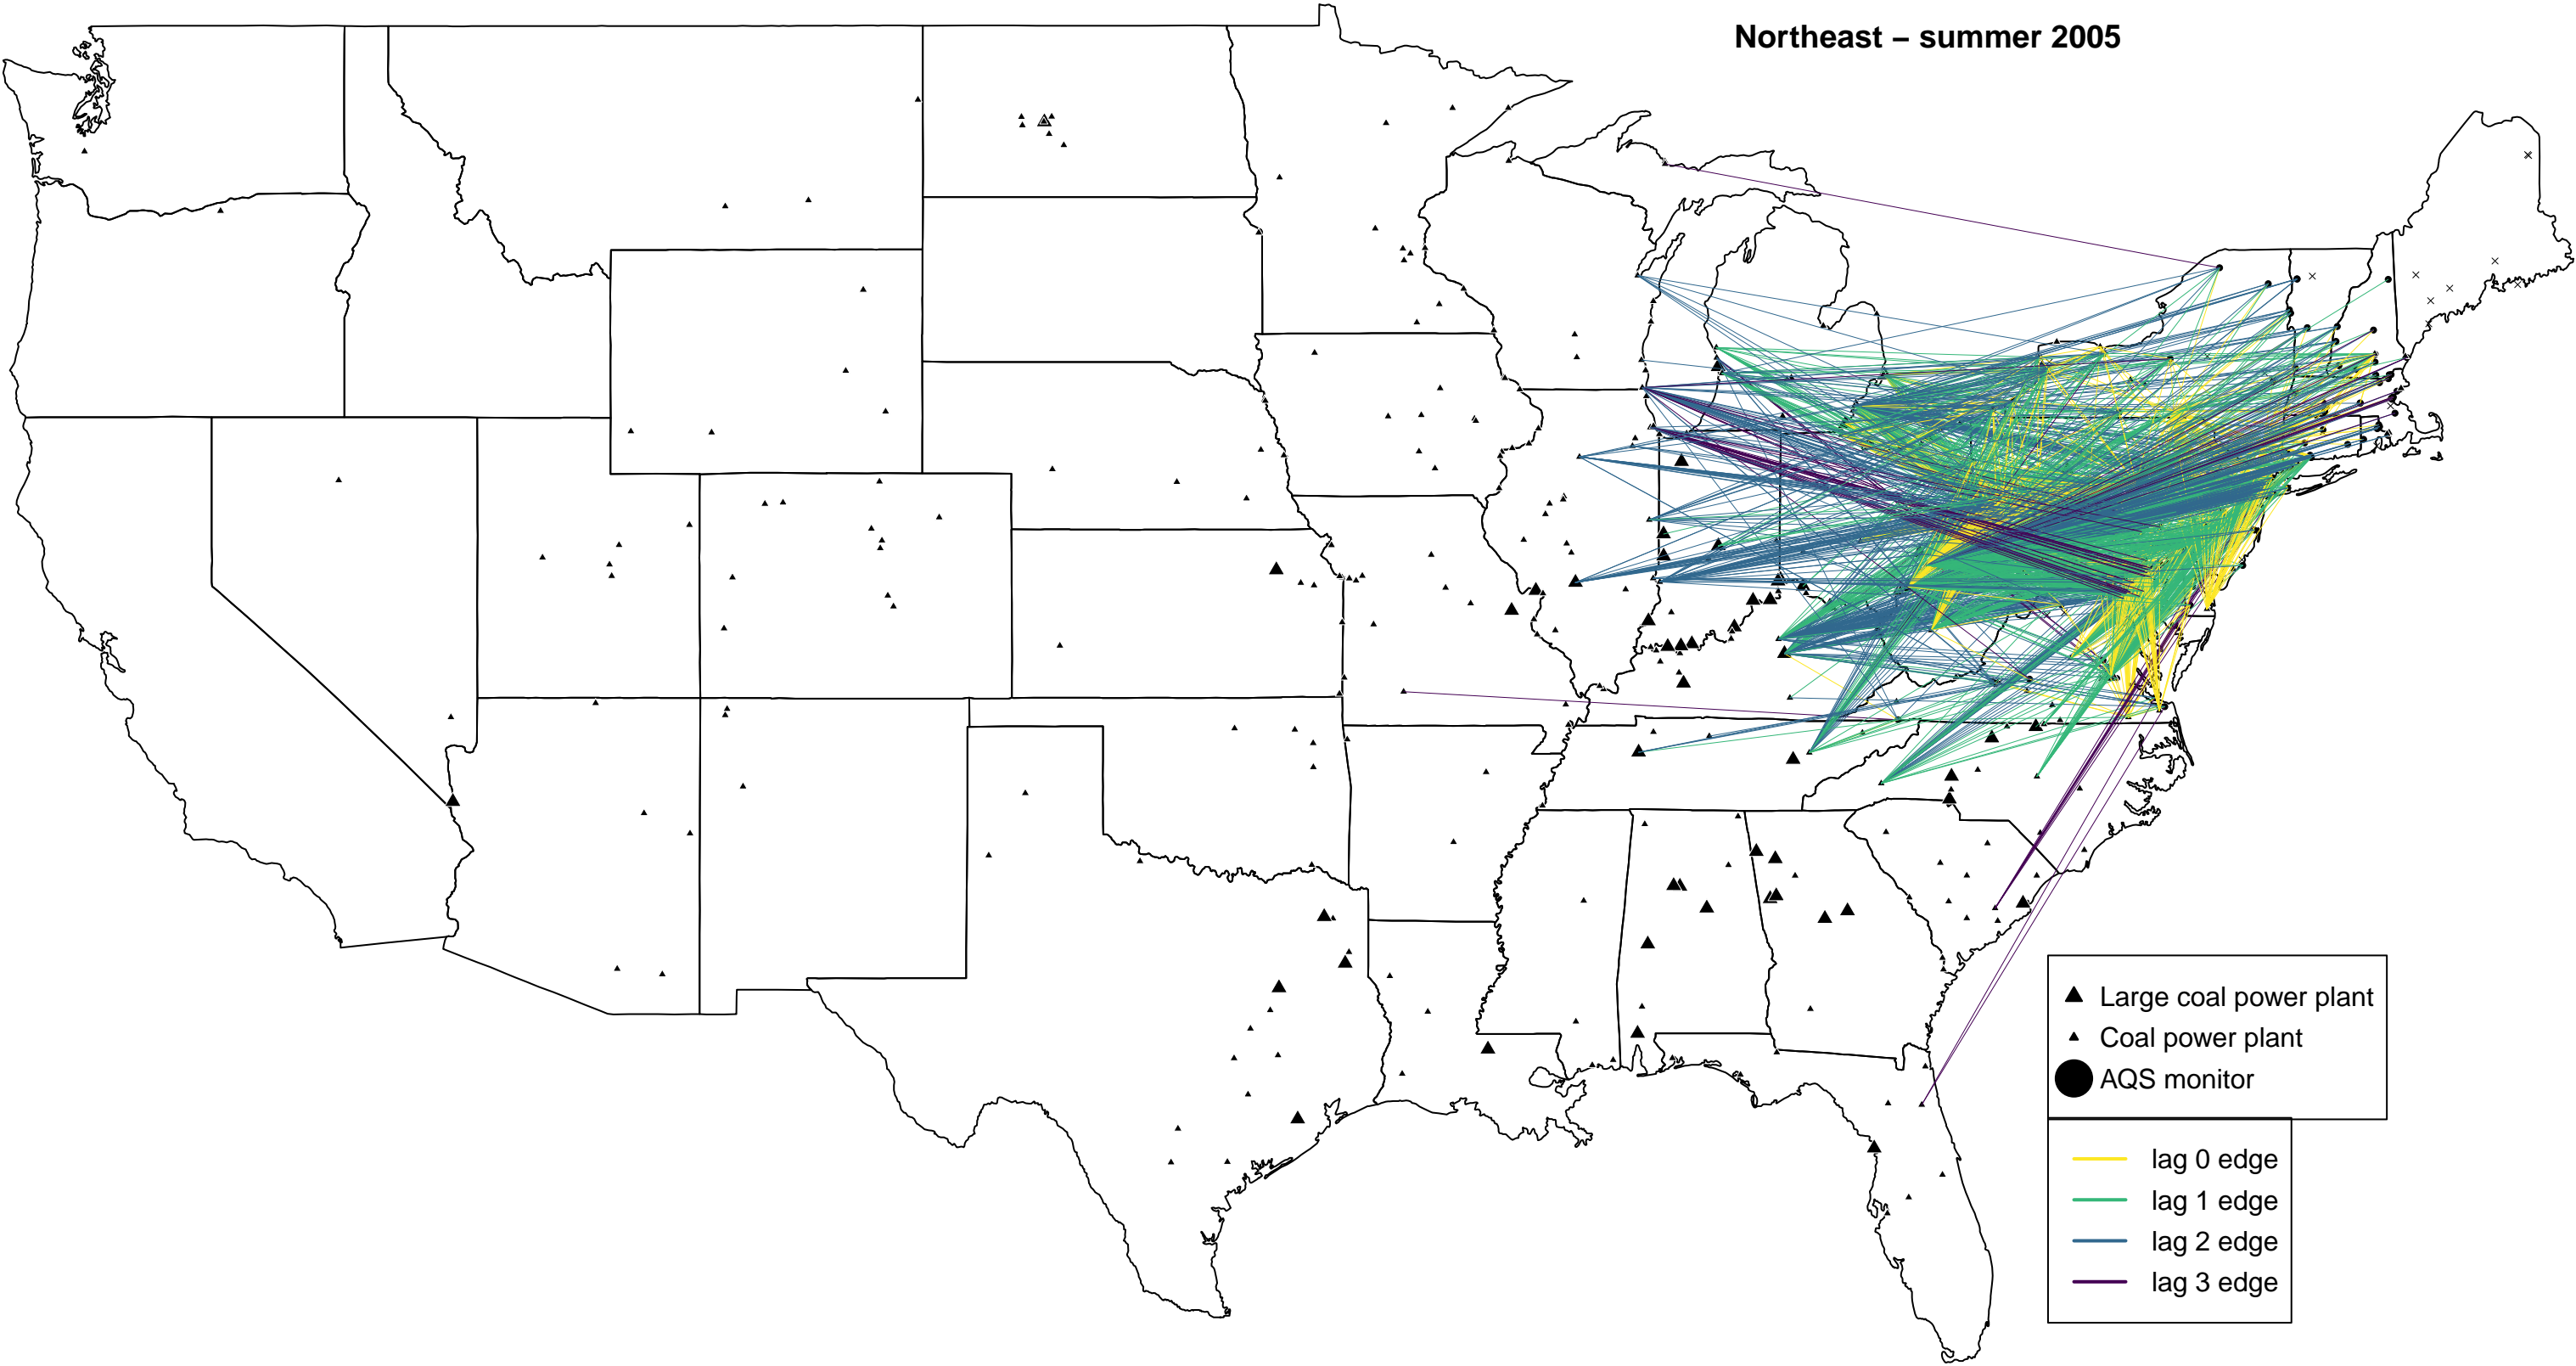 Northeast – summer 2005
Large coal power plant
Coal power plant
AQS monitor
lag 0 edge
lag 1 edge
lag 2 edge
lag 3 edge